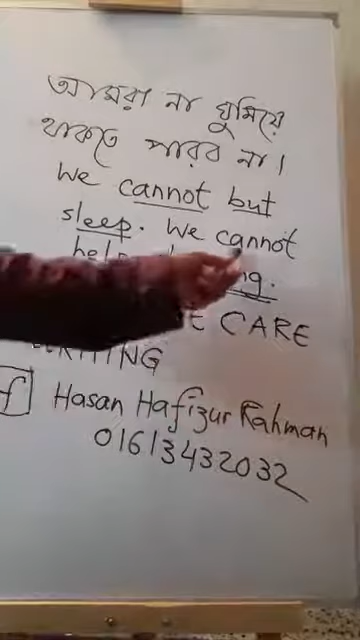 আমরা না ঘুমিয়ে
থাকতে পারব না।
We cannot but
sleep. We cannot
CARE
f Hasan Hafizur Rahman
01613432032